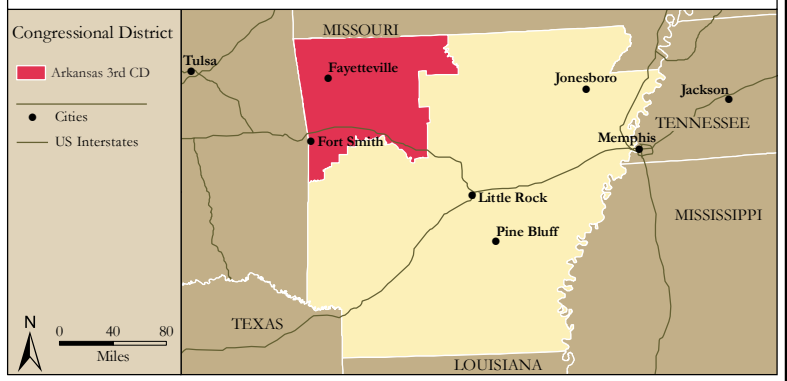 Congressional District
Arkansas 3rd CD
Cities
US Interstates
N
0 40 80
Miles
MISSOURI
Tulsa
Fayetteville
Jonesboro
Jackson
TENNESSEE
Memphis
Fort Smith
Little Rock
MISSISSIPPI
Pine Bluff
TEXAS
LOUISIANA